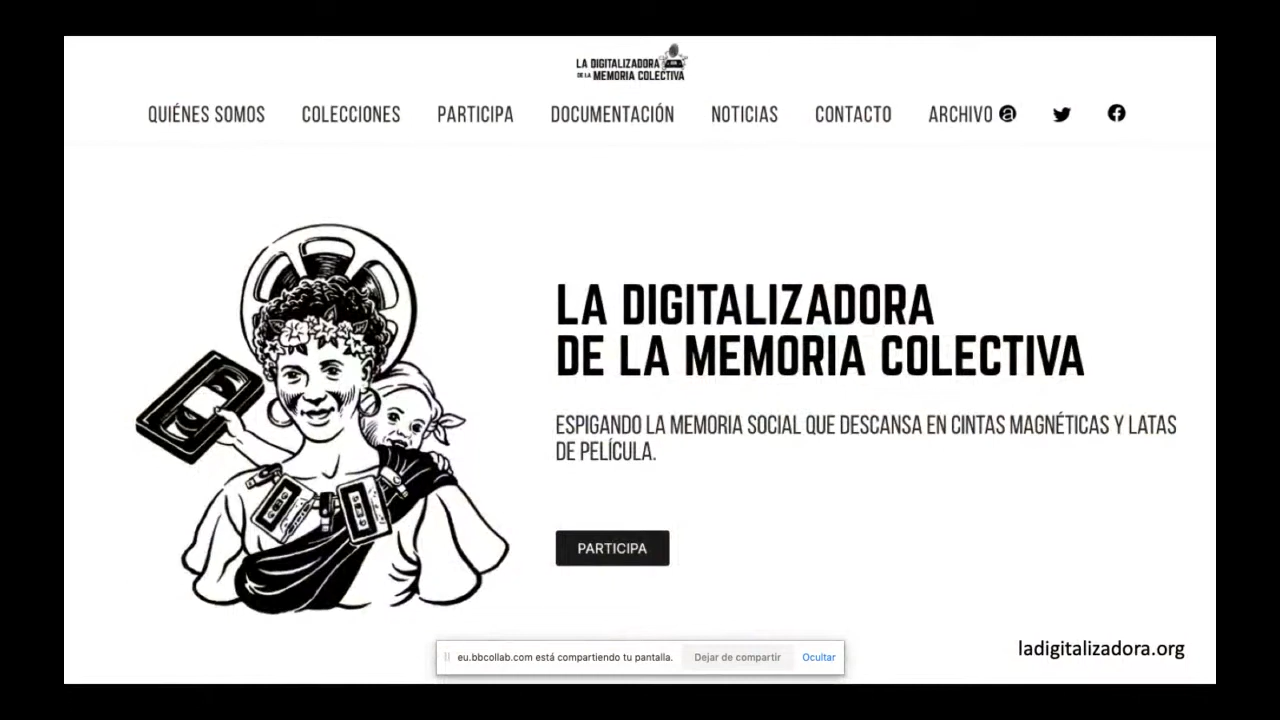 LA DIGITALIZADORA
DE LA MEMORIA COLECTIVA
QUIÉNES SOMOS COLECCIONES PARTICIPA DOCUMENTACIÓN NOTICIAS CONTACTO ARCHIVO
LA DIGITALIZADORA
DE LA MEMORIA COLECTIVA
ESPIGANDO LA MEMORIA SOCIAL QUE DESCANSA EN CINTAS MAGNÉTICAS Y LATAS
DE PELÍCULA.
PARTICIPA
ladigitalizadora.org
eu.bbcollab.com está compartiendo tu pantalla. Dejar de compartir Ocultar